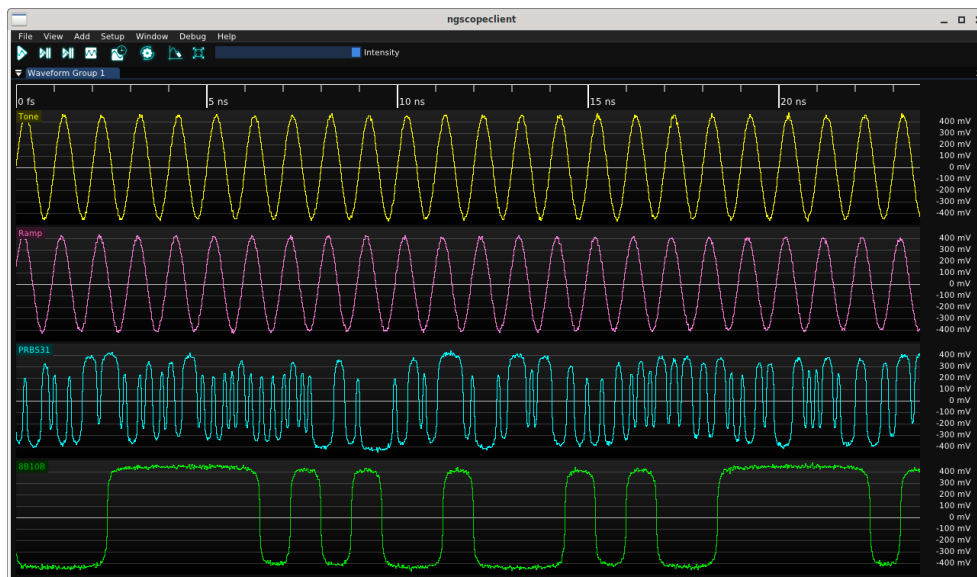 ngscopeclient
File View Add Setup Window Debug Help
Intensity
Waveform Group 1
0 fs 5 ns 10 ns 15 ns 20 ns
Tone
400 mV
300 mV
200 mV
100 mV
0 mV
-100 mV
-200 mV
-300 mV
-400 mV
Ramp
400 mV
300 mV
200 mV
100 mV
0 mV
-100 mV
-200 mV
-300 mV
-400 mV
PRBS31
400 mV
300 mV
200 mV
100 mV
0 mV
-100 mV
-200 mV
-300 mV
-400 mV
8B10B
400 mV
300 mV
200 mV
100 mV
0 mV
-100 mV
-200 mV
-300 mV
-400 mV